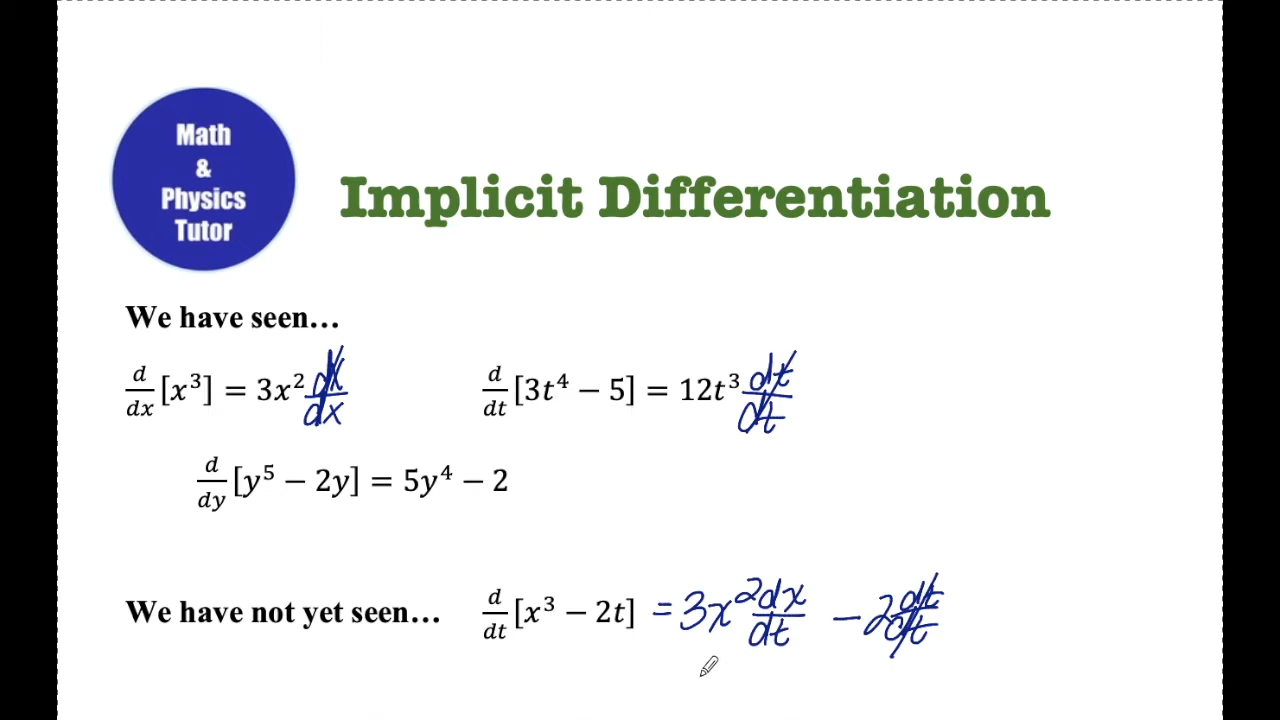 Math
&
Physics
Tutor
Implicit Differentiation
We have seen…
d/dx [x³] = 3x² dx/dx
d/dt [3t⁴ − 5] = 12t³ dt/dt
d/dy [y⁵ − 2y] = 5y⁴ − 2
We have not yet seen… d/dt [x³ − 2t] = 3x² dx/dt − 2 dt/dt